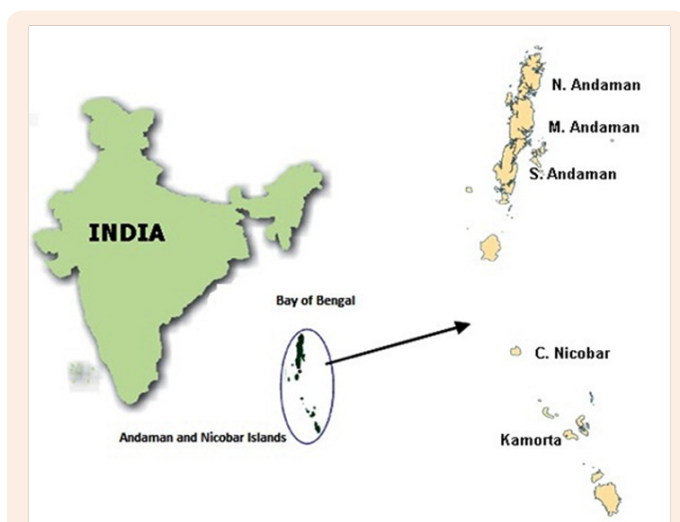 N. Andaman
M. Andaman
S. Andaman
INDIA
Bay of Bengal
C. Nicobar
Andaman and Nicobar Islands
Kamorta